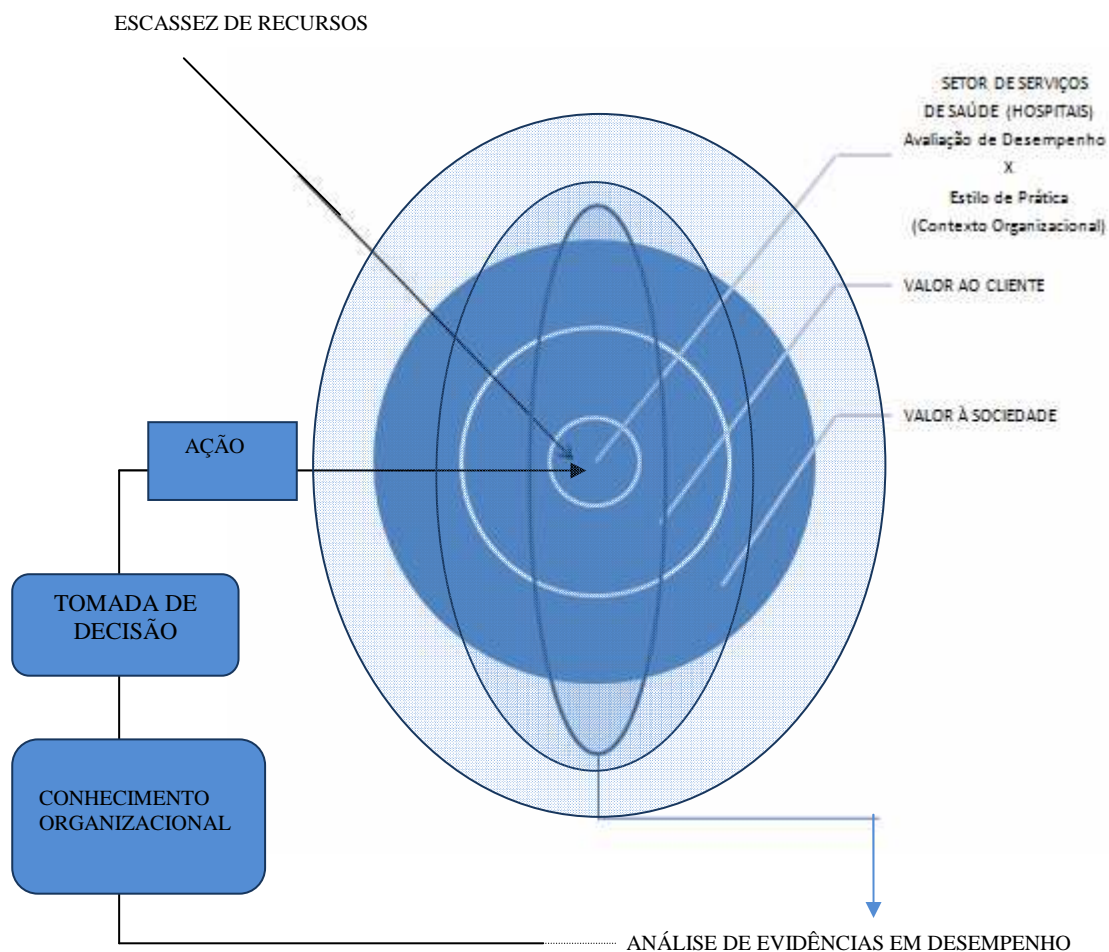 ESCASSEZ DE RECURSOS
SETOR DE SERVIÇOS
DE SAÚDE (HOSPITAIS)
Avaliação de Desempenho
X
Estilo de Prática
(Contexto Organizacional)
VALOR AO CLIENTE
VALOR À SOCIEDADE
AÇÃO
TOMADA DE
DECISÃO
CONHECIMENTO
ORGANIZACIONAL
ANÁLISE DE EVIDÊNCIAS EM DESEMPENHO